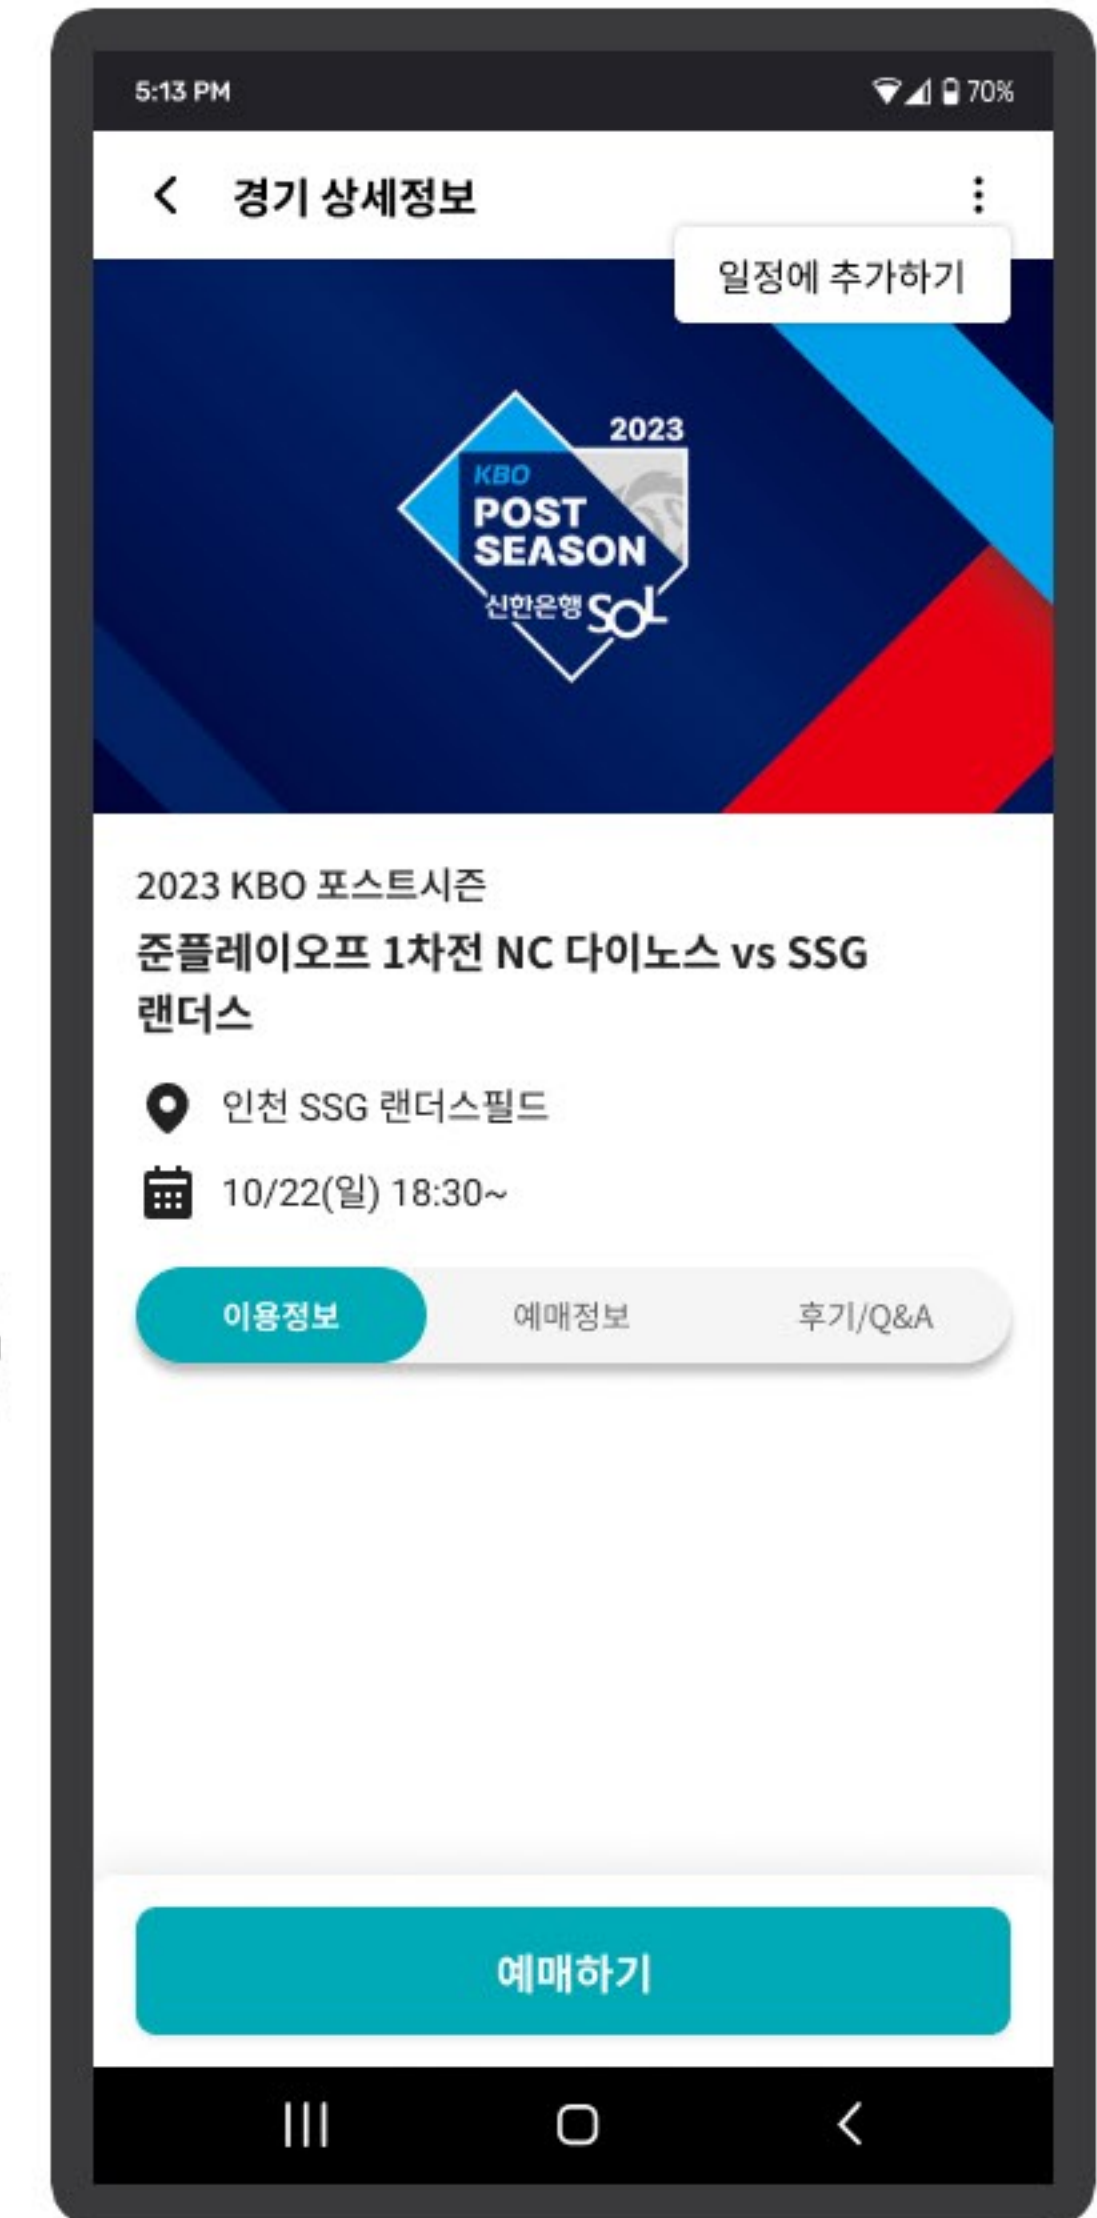 5:13 PM 70%
경기 상세정보
일정에 추가하기
2023
KBO
POST
SEASON
신한은행 SOL
2023 KBO 포스트시즌
준플레이오프 1차전 NC 다이노스 vs SSG
랜더스
인천 SSG 랜더스필드
10/22(일) 18:30~
이용정보 예매정보 후기/Q&A
예매하기